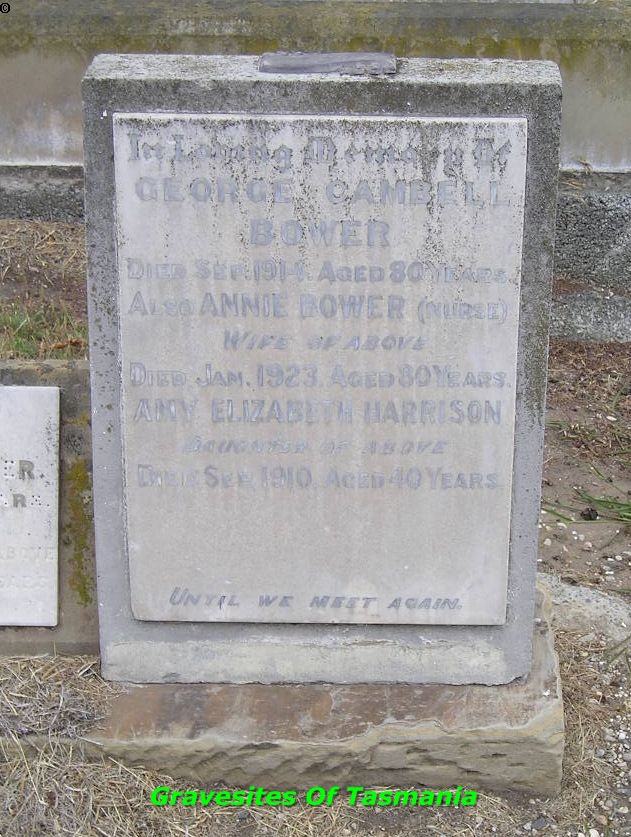 ©
In Loving Memory Of
GEORGE CAMBELL
BOWER
DIED SEP. 1914. AGED 80 YEARS.
ALSO ANNIE BOWER (NURSE)
WIFE OF ABOVE
DIED JAN. 1923. AGED 80 YEARS.
AMY ELIZABETH HARRISON
DAUGHTER OF ABOVE
DIED SEP. 1910. AGED 40 YEARS.
UNTIL WE MEET AGAIN.
ABOVE
EARS
Gravesites Of Tasmania